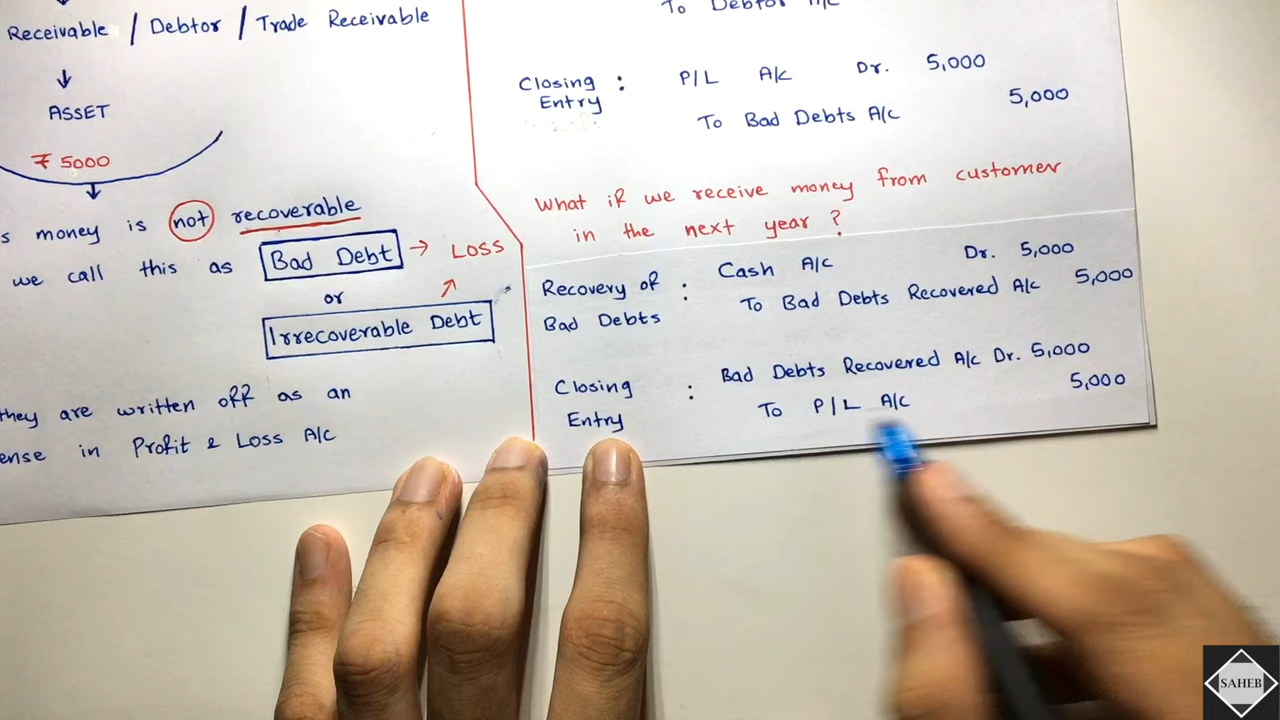 Receivable / Debtor / Trade Receivable
ASSET
₹ 5000
s money is not recoverable
we call this as Bad Debt → LOSS
or
Irrecoverable Debt
they are written off as an
ense in Profit & Loss A/c
To Debtor A/c
Closing Entry : P/L A/c Dr. 5,000
To Bad Debts A/c 5,000
What if we receive money from customer
in the next year ?
Recovery of Bad Debts : Cash A/c Dr. 5,000
To Bad Debts Recovered A/c 5,000
Closing Entry : Bad Debts Recovered A/c Dr. 5,000
To P/L A/c 5,000
SAHEB